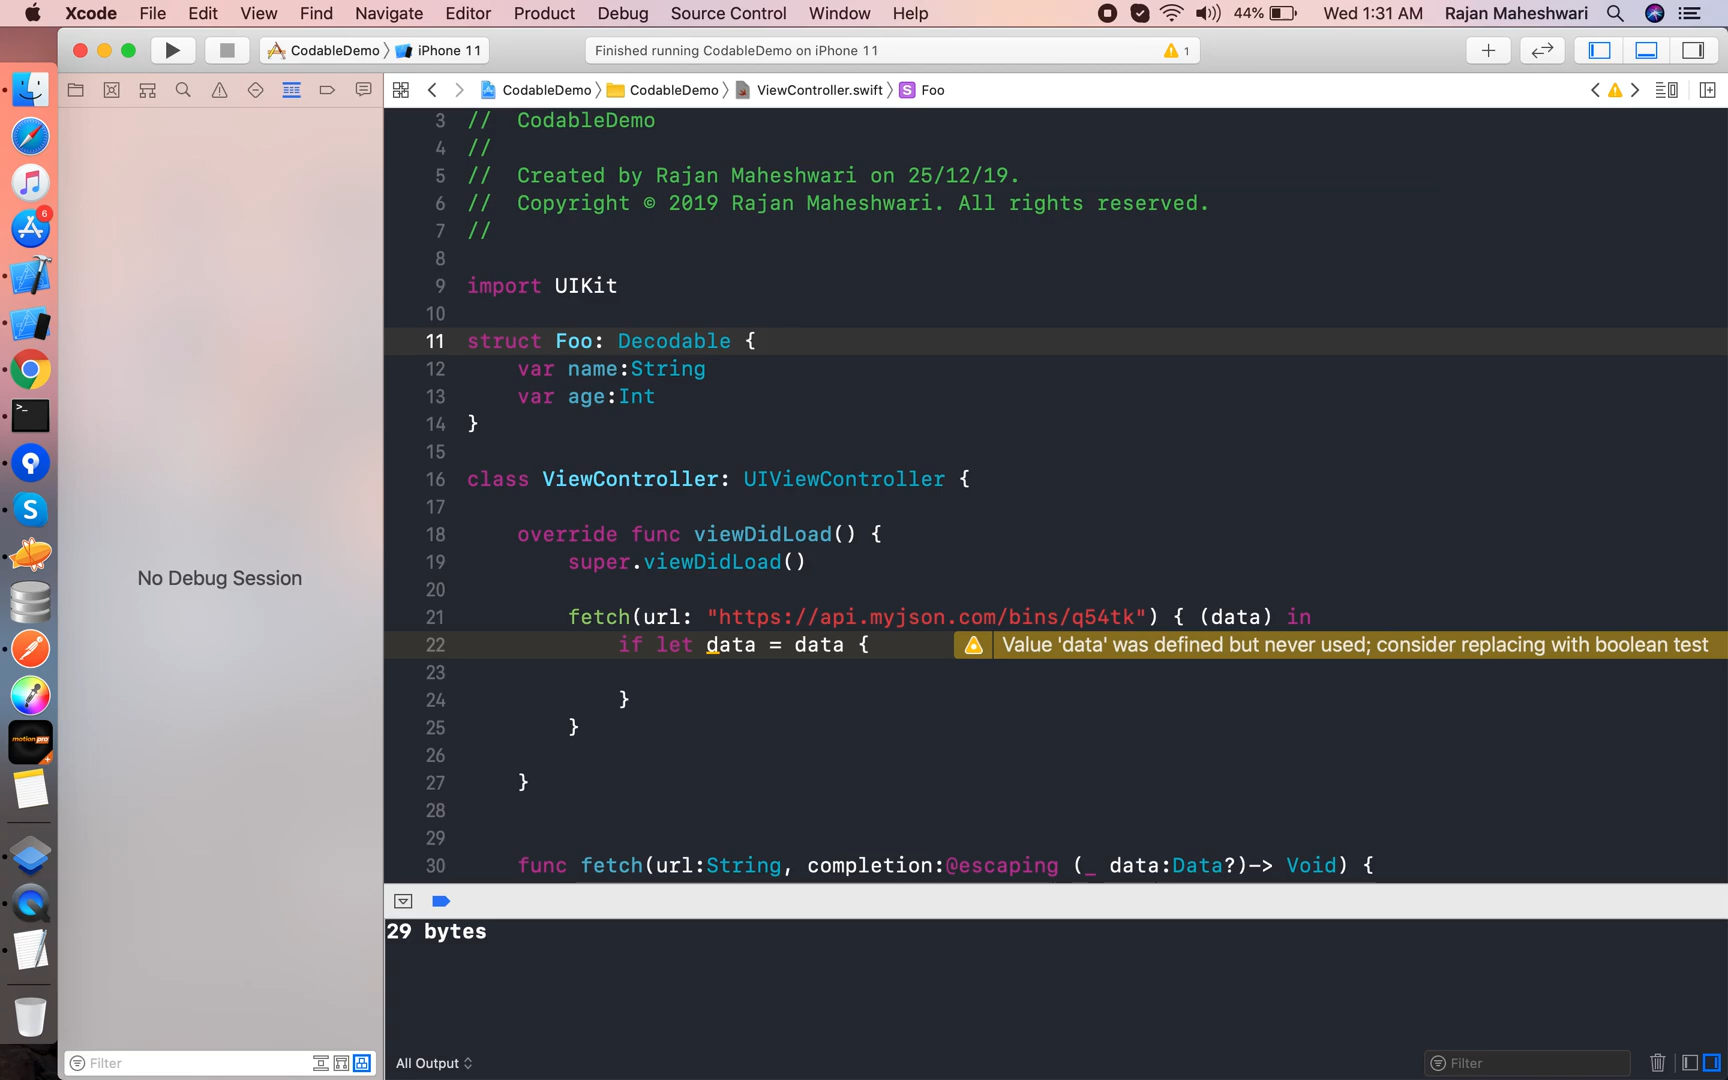 Xcode File Edit View Find Navigate Editor Product Debug Source Control Window Help 44% Wed 1:31 AM Rajan Maheshwari
CodableDemo iPhone 11 Finished running CodableDemo on iPhone 11 1
CodableDemo CodableDemo ViewController.swift S Foo
3 // CodableDemo
4 //
5 // Created by Rajan Maheshwari on 25/12/19.
6 // Copyright © 2019 Rajan Maheshwari. All rights reserved.
7 //
8
9 import UIKit
10
11 struct Foo: Decodable {
12 var name:String
13 var age:Int
14 }
15
16 class ViewController: UIViewController {
17
18 override func viewDidLoad() {
19 super.viewDidLoad()
20
21 fetch(url: "https://api.myjson.com/bins/q54tk") { (data) in
22 if let data = data { Value 'data' was defined but never used; consider replacing with boolean test
23
24 }
25 }
26
27 }
28
29
30 func fetch(url:String, completion:@escaping (_ data:Data?)-> Void) {
6
S
motion pro
No Debug Session
29 bytes
Filter All Output Filter